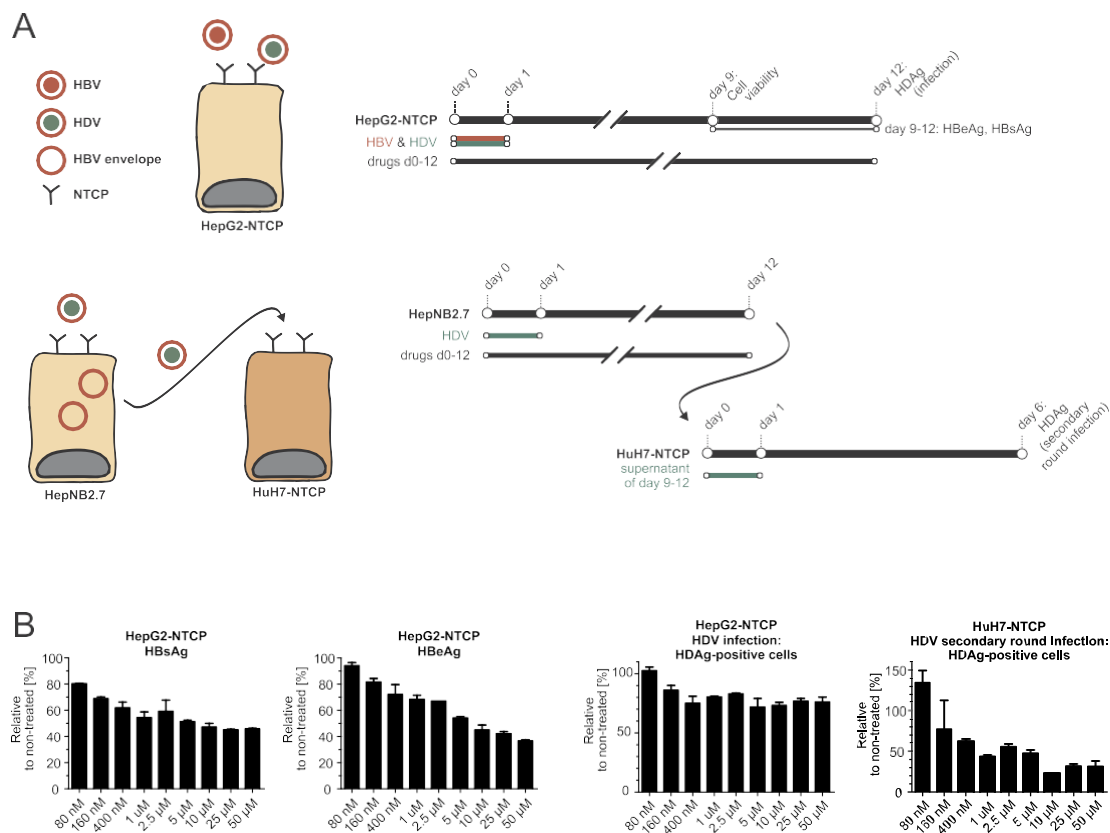 A
HBV
HDV
HBV envelope
NTCP
HepG2-NTCP
day 0
day 1
day 9:
Cell
viability
day 12:
HDAg
(infection)
HepG2-NTCP
HBV & HDV
drugs d0-12
day 9-12: HBeAg, HBsAg
HepNB2.7
HuH7-NTCP
day 0
day 1
day 12
HepNB2.7
HDV
drugs d0-12
day 0
day 1
day 6:
HDAg
(secondary
round infection)
HuH7-NTCP
supernatant
of day 9-12
B
HepG2-NTCP
HBsAg
Relative
to non-treated [%]
100
80
60
40
20
0
80 nM
160 nM
400 nM
1 uM
2.5 µM
5 µM
10 µM
25 µM
50 µM
HepG2-NTCP
HBeAg
Relative
to non-treated [%]
100
80
60
40
20
0
80 nM
160 nM
400 nM
1 uM
2.5 µM
5 µM
10 µM
25 µM
50 µM
HepG2-NTCP
HDV infection:
HDAg-positive cells
Relative
to non-treated [%]
100
50
0
80 nM
160 nM
400 nM
1 uM
2.5 µM
5 µM
10 µM
25 µM
50 µM
HuH7-NTCP
HDV secondary round Infection:
HDAg-positive cells
Relative
to non-treated [%]
150
100
50
0
80 nM
160 nM
400 nM
1 uM
2.5 µM
5 µM
10 µM
25 µM
50 µM